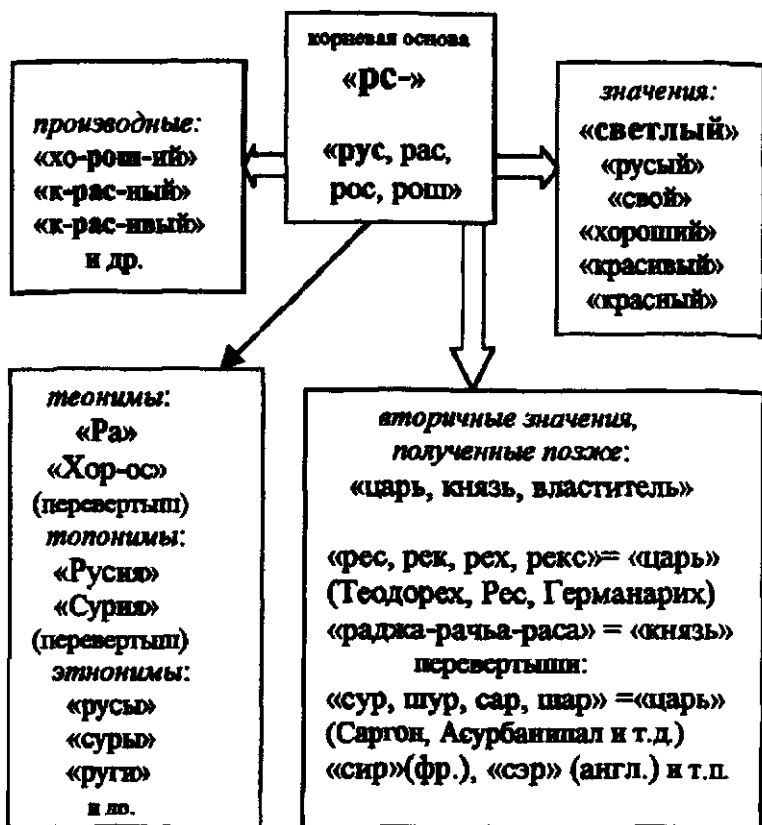 корневая основа
«рс-»
«рус, рас,
рос, рош»
производные:
«хо-рош-ий»
«к-рас-ный»
«к-рас-ивый»
и др.
значения:
«светлый»
«русый»
«свой»
«хороший»
«красивый»
«красный»
теонимы:
«Ра»
«Хор-ос»
(перевертыш)
топонимы:
«Русия»
«Сурия»
(перевертыш)
этнонимы:
«русы»
«суры»
«руги»
и др.
вторичные значения,
полученные позже:
«царь, князь, властитель»
«рес, рек, рех, рекс»= «царь»
(Теодорех, Рес, Германарих)
«раджа-рачьа-раса» = «князь»
перевертыши:
«сур, шур, сар, шар» =«царь»
(Саргон, Асурбанипал и т.д.)
«сир»(фр.), «сэр» (англ.) и т.п.